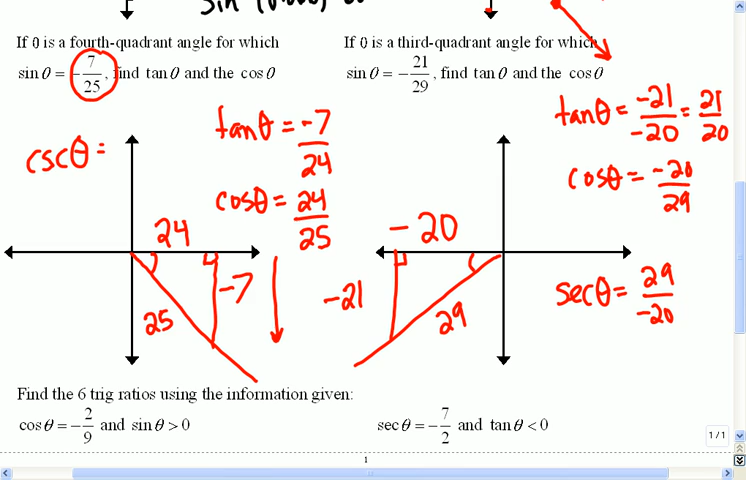 If θ is a fourth-quadrant angle for which
sin θ = -7/25, find tan θ and the cos θ
cscθ =
tanθ = -7/24
cosθ = 24/25
24
-7
25
If θ is a third-quadrant angle for which
sin θ = -21/29, find tan θ and the cos θ
tanθ = -21/-20 = 21/20
cosθ = -20/29
-20
-21
29
secθ = 29/-20
Find the 6 trig ratios using the information given:
cos θ = -2/9 and sin θ > 0
sec θ = -7/2 and tan θ < 0
1
1/1